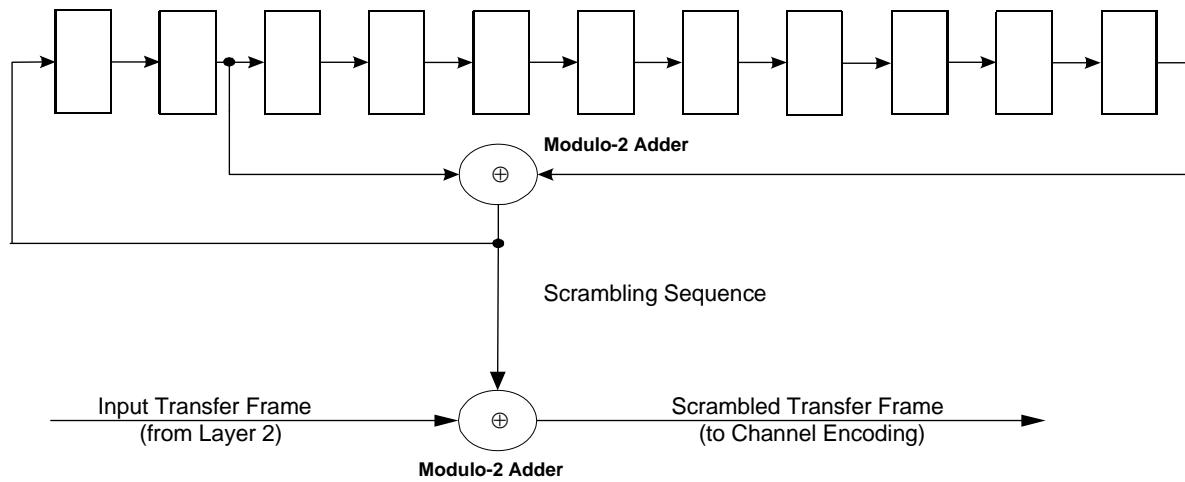 Modulo-2 Adder
⊕
Scrambling Sequence
Input Transfer Frame
(from Layer 2)
⊕
Scrambled Transfer Frame
(to Channel Encoding)
Modulo-2 Adder